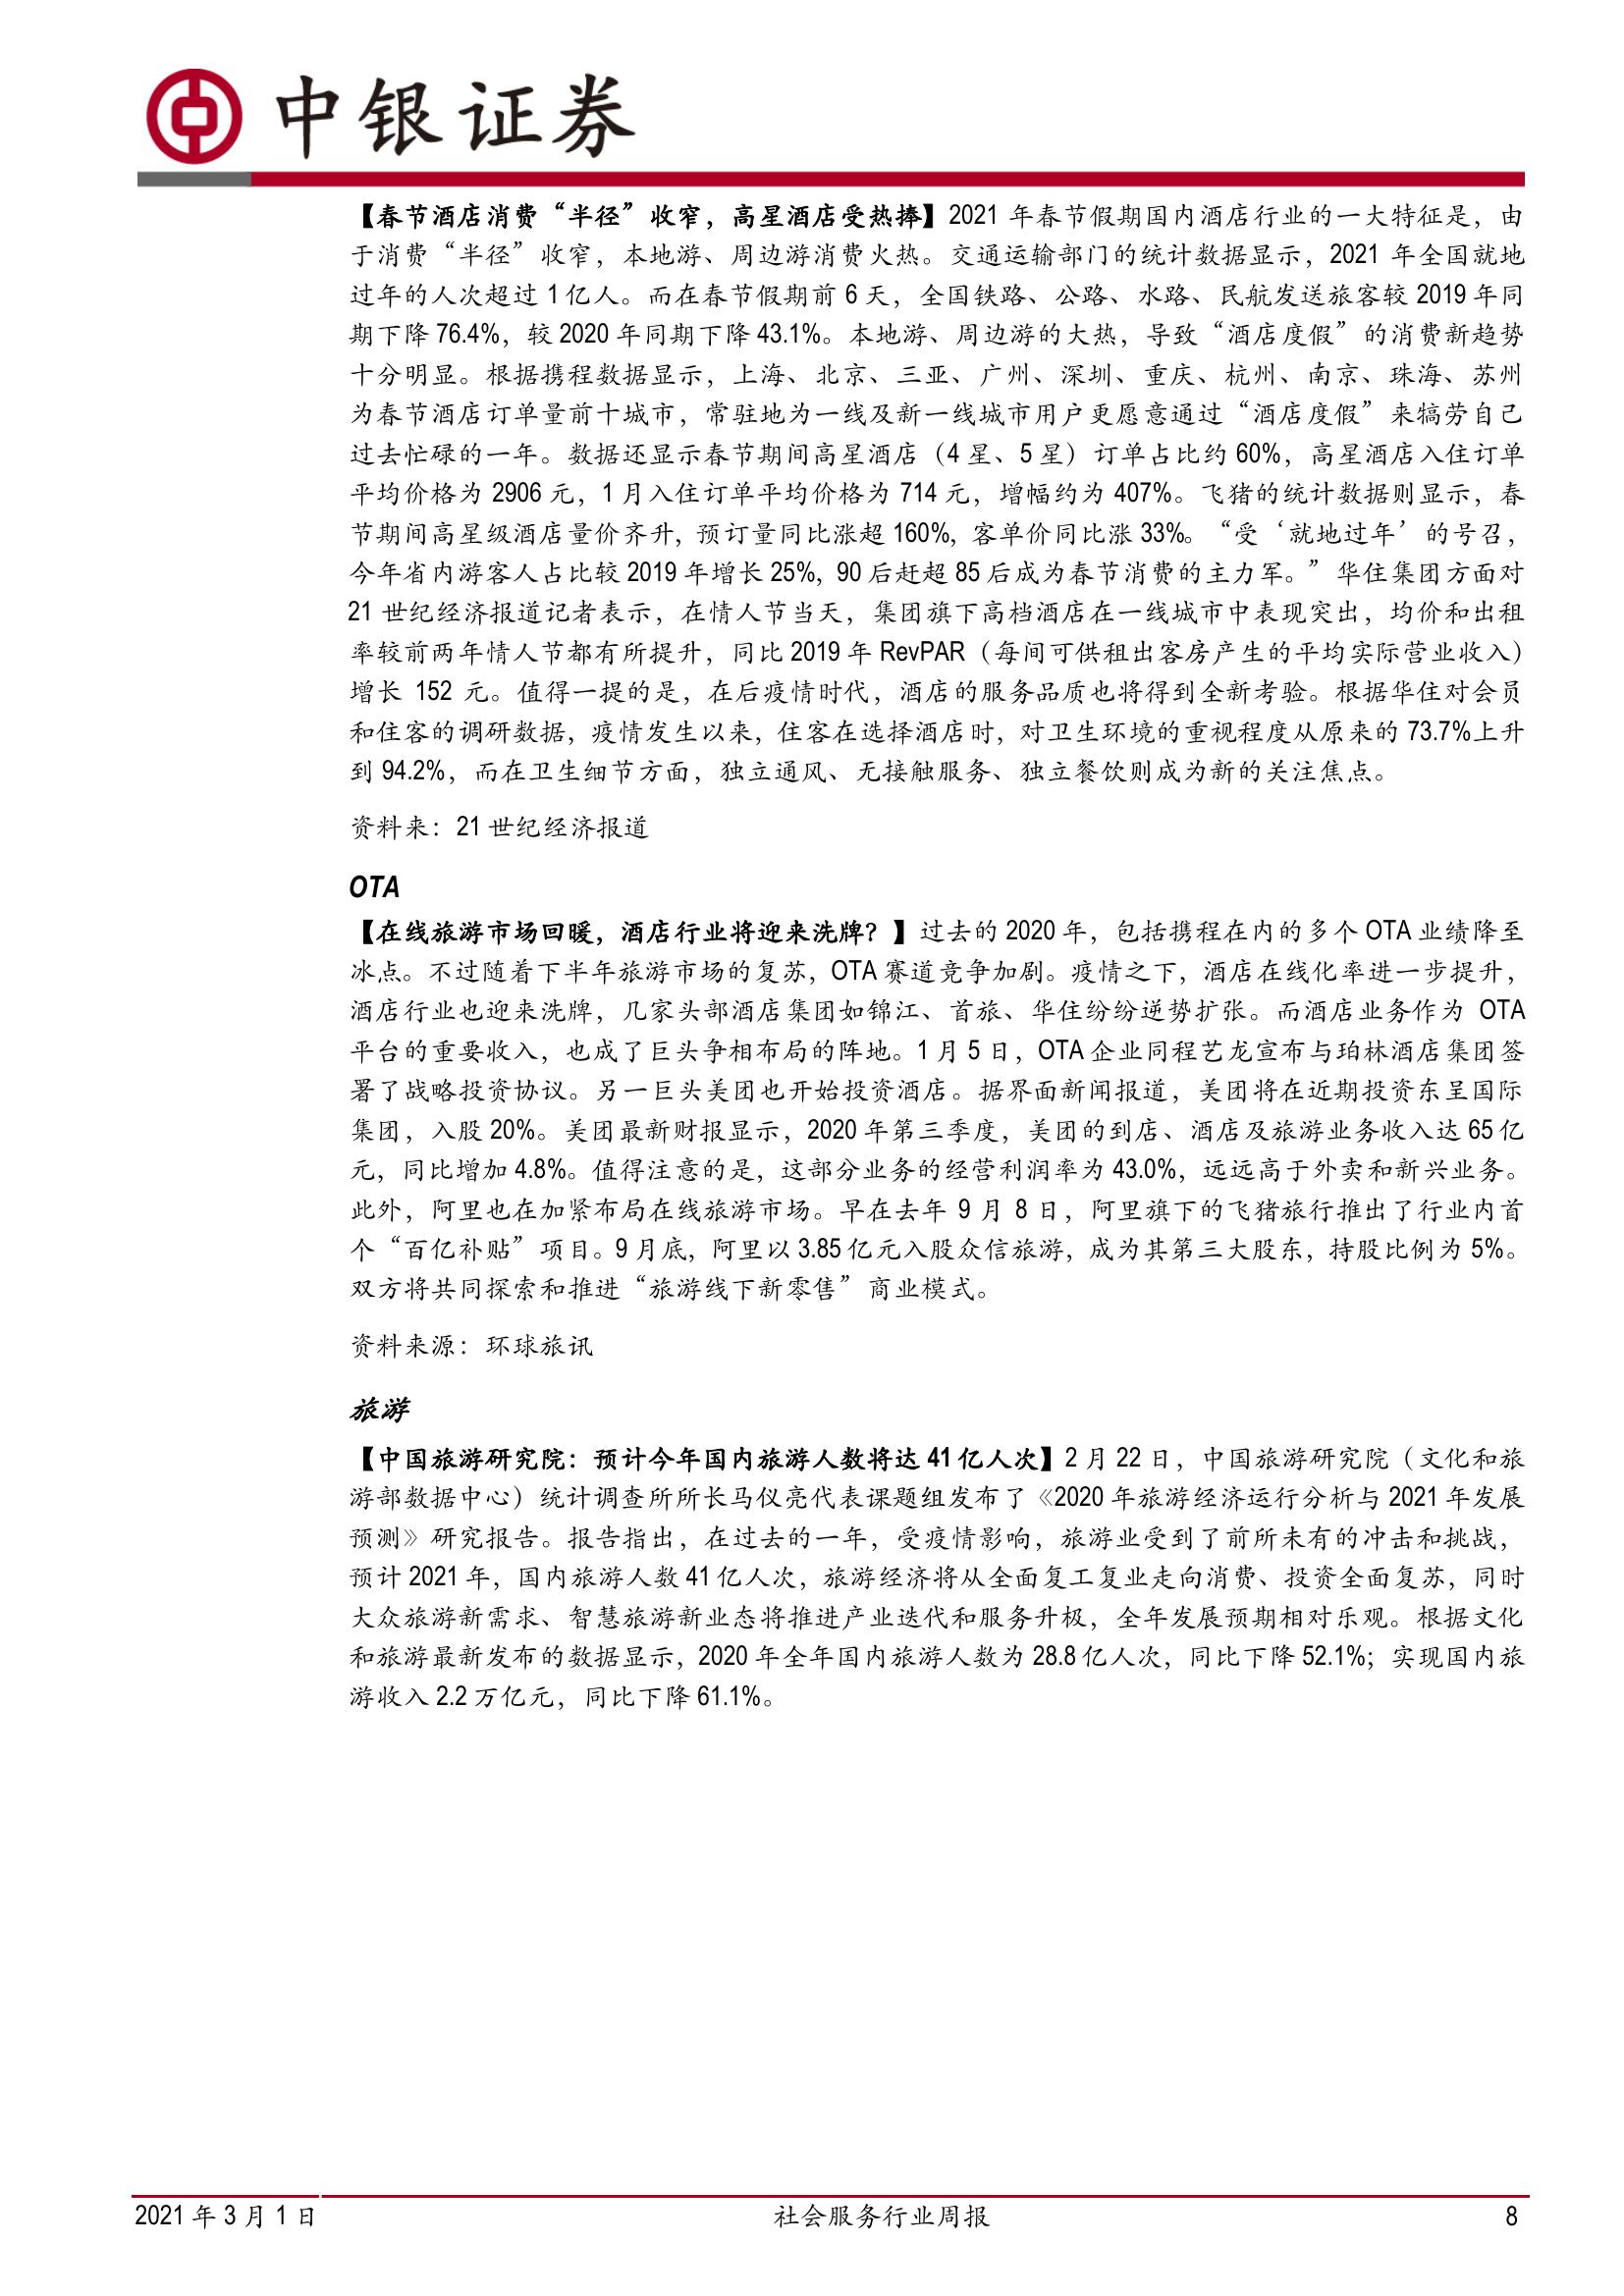 中银证券
【春节酒店消费“半径”收窄，高星酒店受热捧】2021 年春节假期国内酒店行业的一大特征是，由
于消费“半径”收窄，本地游、周边游消费火热。交通运输部门的统计数据显示，2021 年全国就地
过年的人次超过 1 亿人。而在春节假期前 6 天，全国铁路、公路、水路、民航发送旅客较 2019 年同
期下降 76.4%，较 2020 年同期下降 43.1%。本地游、周边游的大热，导致“酒店度假”的消费新趋势
十分明显。根据携程数据显示，上海、北京、三亚、广州、深圳、重庆、杭州、南京、珠海、苏州
为春节酒店订单量前十城市，常驻地为一线及新一线城市用户更愿意通过“酒店度假”来犒劳自己
过去忙碌的一年。数据还显示春节期间高星酒店（4 星、5 星）订单占比约 60%，高星酒店入住订单
平均价格为 2906 元，1 月入住订单平均价格为 714 元，增幅约为 407%。飞猪的统计数据则显示，春
节期间高星级酒店量价齐升，预订量同比涨超 160%，客单价同比涨 33%。“受‘就地过年’的号召，
今年省内游客人占比较 2019 年增长 25%，90 后赶超 85 后成为春节消费的主力军。”华住集团方面对
21 世纪经济报道记者表示，在情人节当天，集团旗下高档酒店在一线城市中表现突出，均价和出租
率较前两年情人节都有所提升，同比 2019 年 RevPAR（每间可供租出客房产生的平均实际营业收入）
增长 152 元。值得一提的是，在后疫情时代，酒店的服务品质也将得到全新考验。根据华住对会员
和住客的调研数据，疫情发生以来，住客在选择酒店时，对卫生环境的重视程度从原来的 73.7%上升
到 94.2%，而在卫生细节方面，独立通风、无接触服务、独立餐饮则成为新的关注焦点。
资料来：21 世纪经济报道
OTA
【在线旅游市场回暖，酒店行业将迎来洗牌？】过去的 2020 年，包括携程在内的多个 OTA 业绩降至
冰点。不过随着下半年旅游市场的复苏，OTA 赛道竞争加剧。疫情之下，酒店在线化率进一步提升，
酒店行业也迎来洗牌，几家头部酒店集团如锦江、首旅、华住纷纷逆势扩张。而酒店业务作为 OTA
平台的重要收入，也成了巨头争相布局的阵地。1 月 5 日，OTA 企业同程艺龙宣布与珀林酒店集团签
署了战略投资协议。另一巨头美团也开始投资酒店。据界面新闻报道，美团将在近期投资东呈国际
集团，入股 20%。美团最新财报显示，2020 年第三季度，美团的到店、酒店及旅游业务收入达 65 亿
元，同比增加 4.8%。值得注意的是，这部分业务的经营利润率为 43.0%，远远高于外卖和新兴业务。
此外，阿里也在加紧布局在线旅游市场。早在去年 9 月 8 日，阿里旗下的飞猪旅行推出了行业内首
个“百亿补贴”项目。9 月底，阿里以 3.85 亿元入股众信旅游，成为其第三大股东，持股比例为 5%。
双方将共同探索和推进“旅游线下新零售”商业模式。
资料来源：环球旅讯
旅游
【中国旅游研究院：预计今年国内旅游人数将达 41 亿人次】2 月 22 日，中国旅游研究院（文化和旅
游部数据中心）统计调查所所长马仪亮代表课题组发布了《2020 年旅游经济运行分析与 2021 年发展
预测》研究报告。报告指出，在过去的一年，受疫情影响，旅游业受到了前所未有的冲击和挑战，
预计 2021 年，国内旅游人数 41 亿人次，旅游经济将从全面复工复业走向消费、投资全面复苏，同时
大众旅游新需求、智慧旅游新业态将推进产业迭代和服务升极，全年发展预期相对乐观。根据文化
和旅游最新发布的数据显示，2020 年全年国内旅游人数为 28.8 亿人次，同比下降 52.1%；实现国内旅
游收入 2.2 万亿元，同比下降 61.1%。
2021 年 3 月 1 日 社会服务行业周报 8